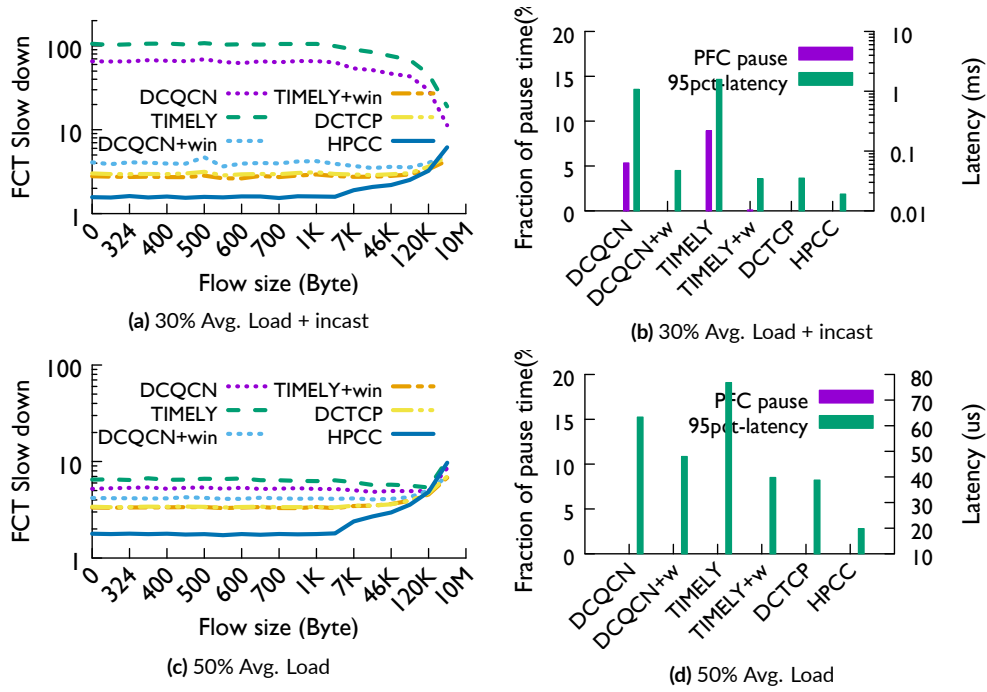 100
10
1
FCT Slow down
DCQCN
TIMELY
DCQCN+win
TIMELY+win
DCTCP
HPCC
0
324
400
500
600
700
1K
7K
46K
120K
10M
Flow size (Byte)
(a) 30% Avg. Load + incast
20
15
10
5
0
Fraction of pause time(%
PFC pause
95pct-latency
10
1
0.1
0.01
Latency (ms)
DCQCN
DCQCN+w
TIMELY
TIMELY+w
DCTCP
HPCC
(b) 30% Avg. Load + incast
100
10
1
FCT Slow down
DCQCN
TIMELY
DCQCN+win
TIMELY+win
DCTCP
HPCC
0
324
400
500
600
700
1K
7K
46K
120K
10M
Flow size (Byte)
(c) 50% Avg. Load
20
15
10
5
0
Fraction of pause time(%
PFC pause
95pct-latency
80
70
60
50
40
30
20
10
Latency (us)
DCQCN
DCQCN+w
TIMELY
TIMELY+w
DCTCP
HPCC
(d) 50% Avg. Load